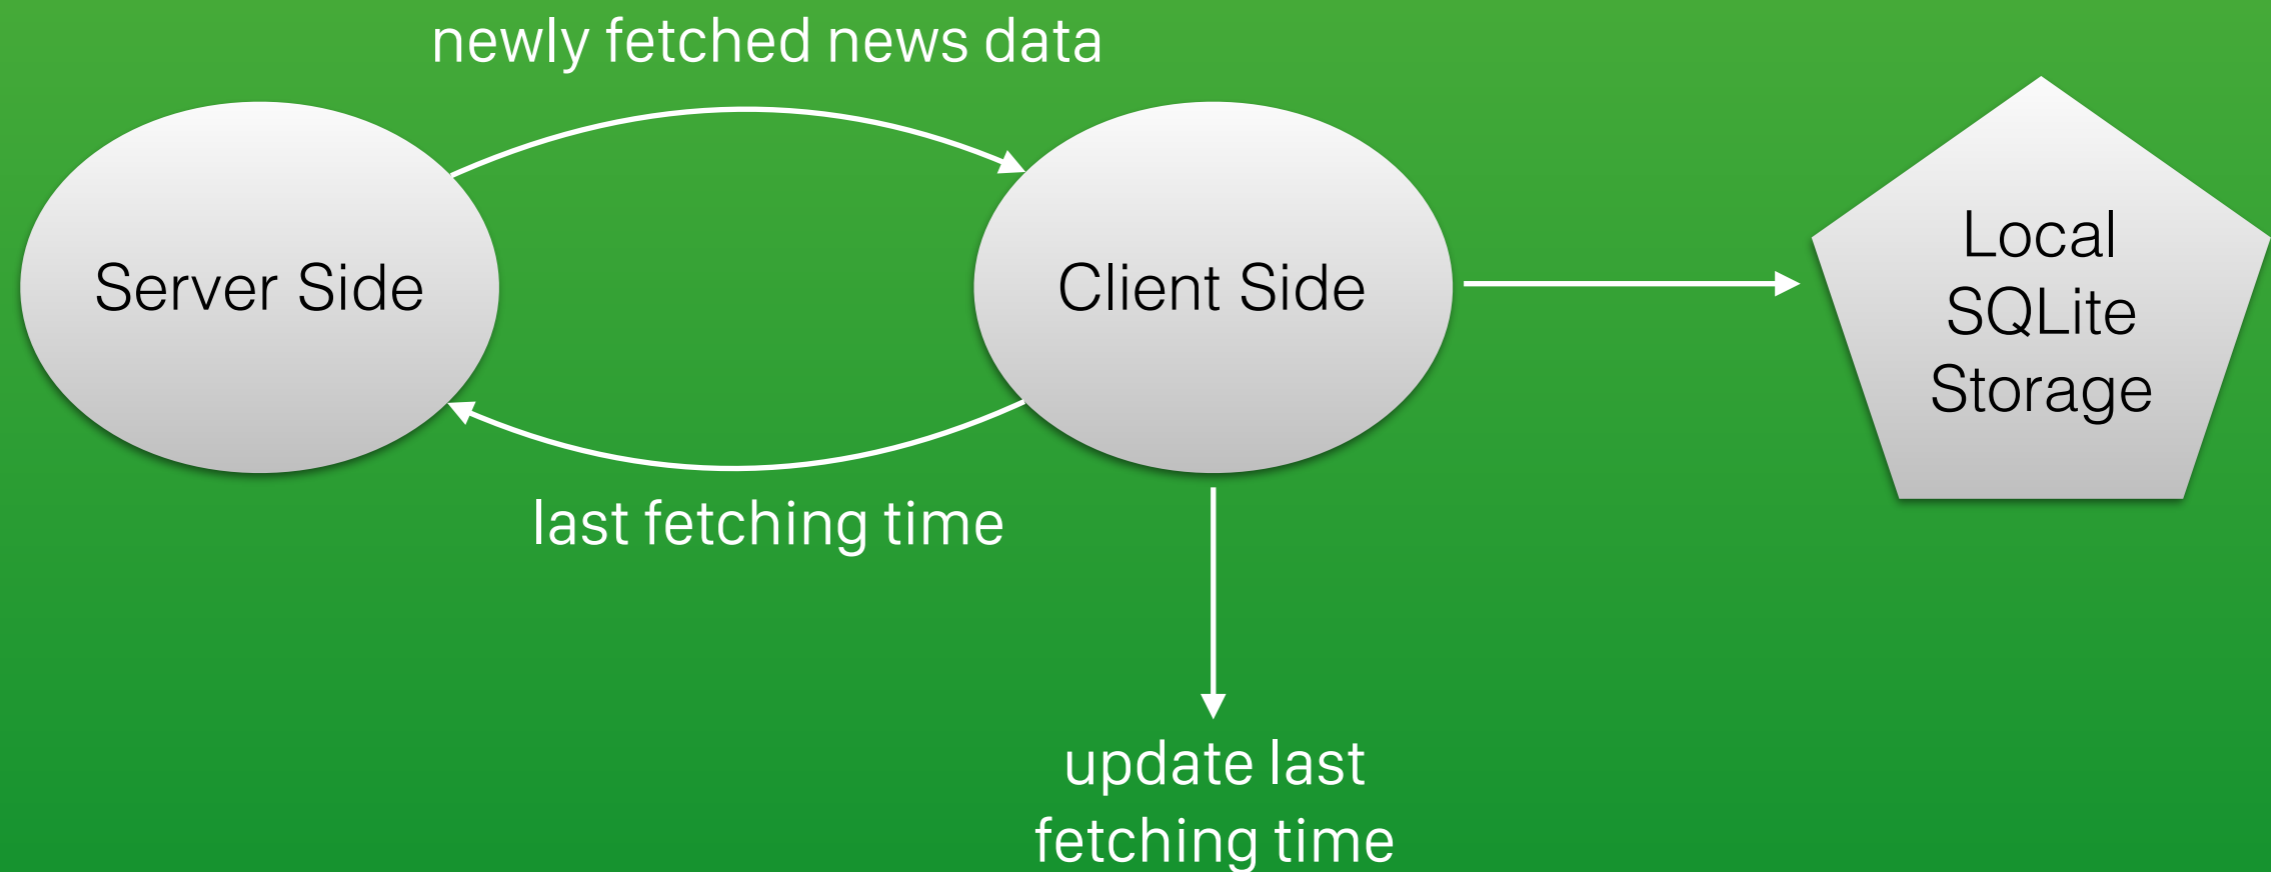 newly fetched news data
Server Side
Client Side
Local
SQLite
Storage
last fetching time
update last
fetching time